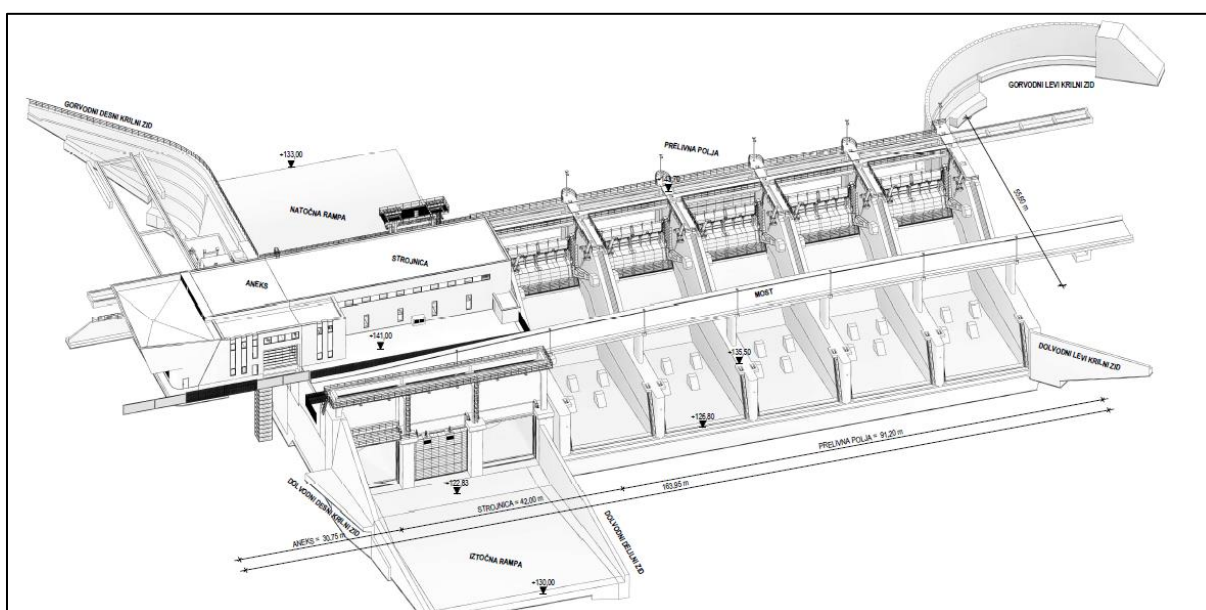 GORVODNI DESNI KRILNI ZID
GORVODNI LEVI KRILNI ZID
+133,00
PRELIVNA POLJA
NATOČNA RAMPA
STROJNICA
55,60 m
ANEKS
MOST
+141,00
+135,50
DOLVODNI LEVI KRILNI ZID
+126,80
PRELIVNA POLJA = 91,20 m
163,95 m
+122,83
STROJNICA = 42,00 m
DOLVODNI DESNI KRILNI ZID
DOLVODNI DELILNI ZID
ANEKS = 30,75 m
IZTOČNA RAMPA
+130,00